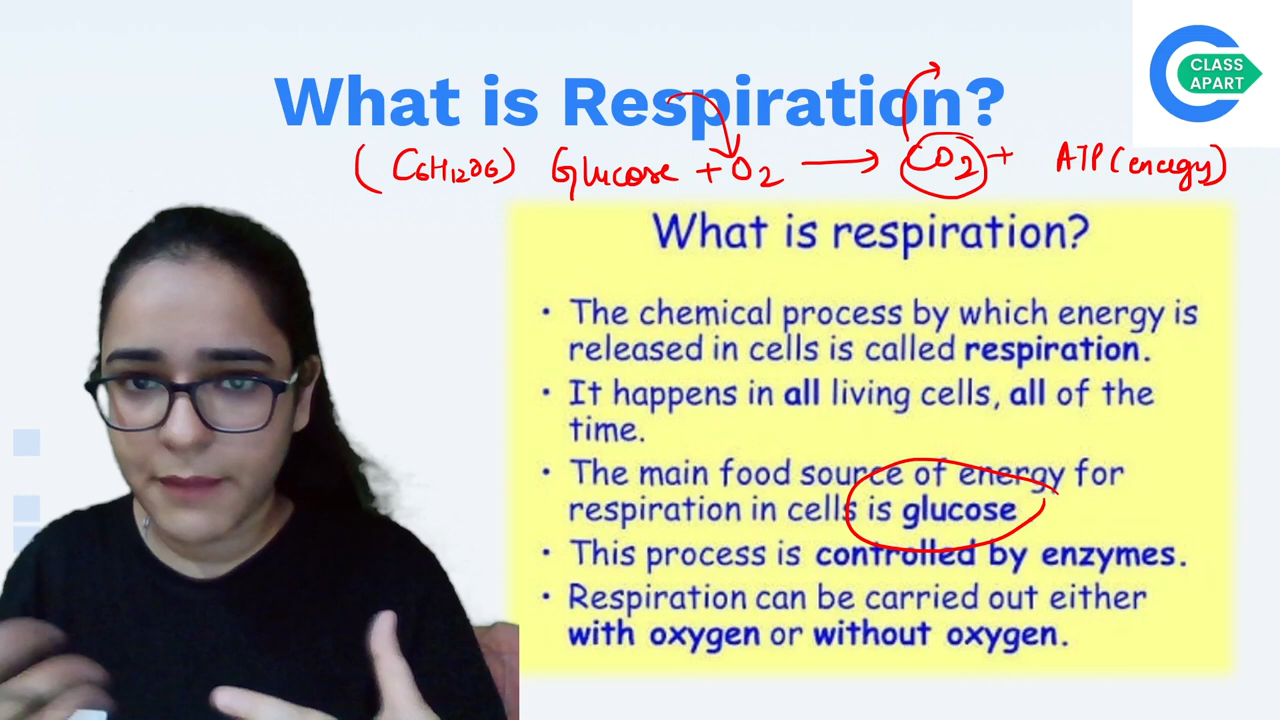 CLASS
APART
What is Respiration?
(C6H12O6) Glucose + O2 → CO2 + ATP (energy)
What is respiration?
• The chemical process by which energy is
released in cells is called respiration.
• It happens in all living cells, all of the
time.
• The main food source of energy for
respiration in cells is glucose
• This process is controlled by enzymes.
• Respiration can be carried out either
with oxygen or without oxygen.